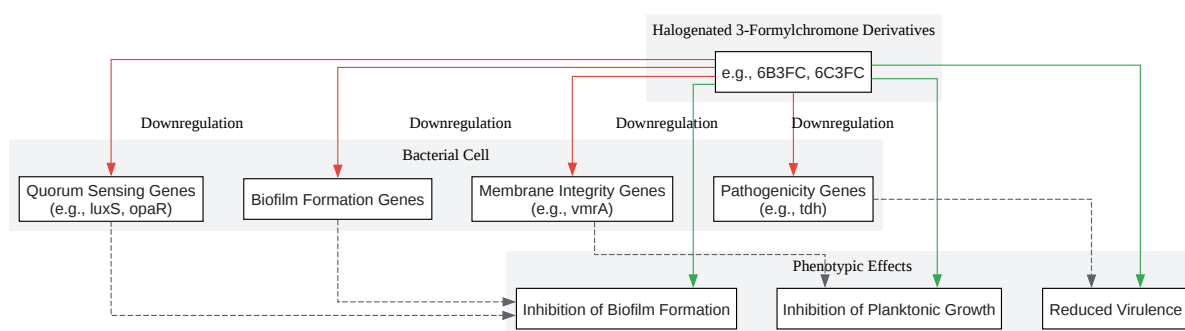 Halogenated 3-Formylchromone Derivatives
e.g., 6B3FC, 6C3FC
Downregulation
Downregulation
Downregulation
Downregulation
Bacterial Cell
Quorum Sensing Genes
(e.g., luxS, opaR)
Biofilm Formation Genes
Membrane Integrity Genes
(e.g., vmrA)
Pathogenicity Genes
(e.g., tdh)
Phenotypic Effects
Inhibition of Biofilm Formation
Inhibition of Planktonic Growth
Reduced Virulence